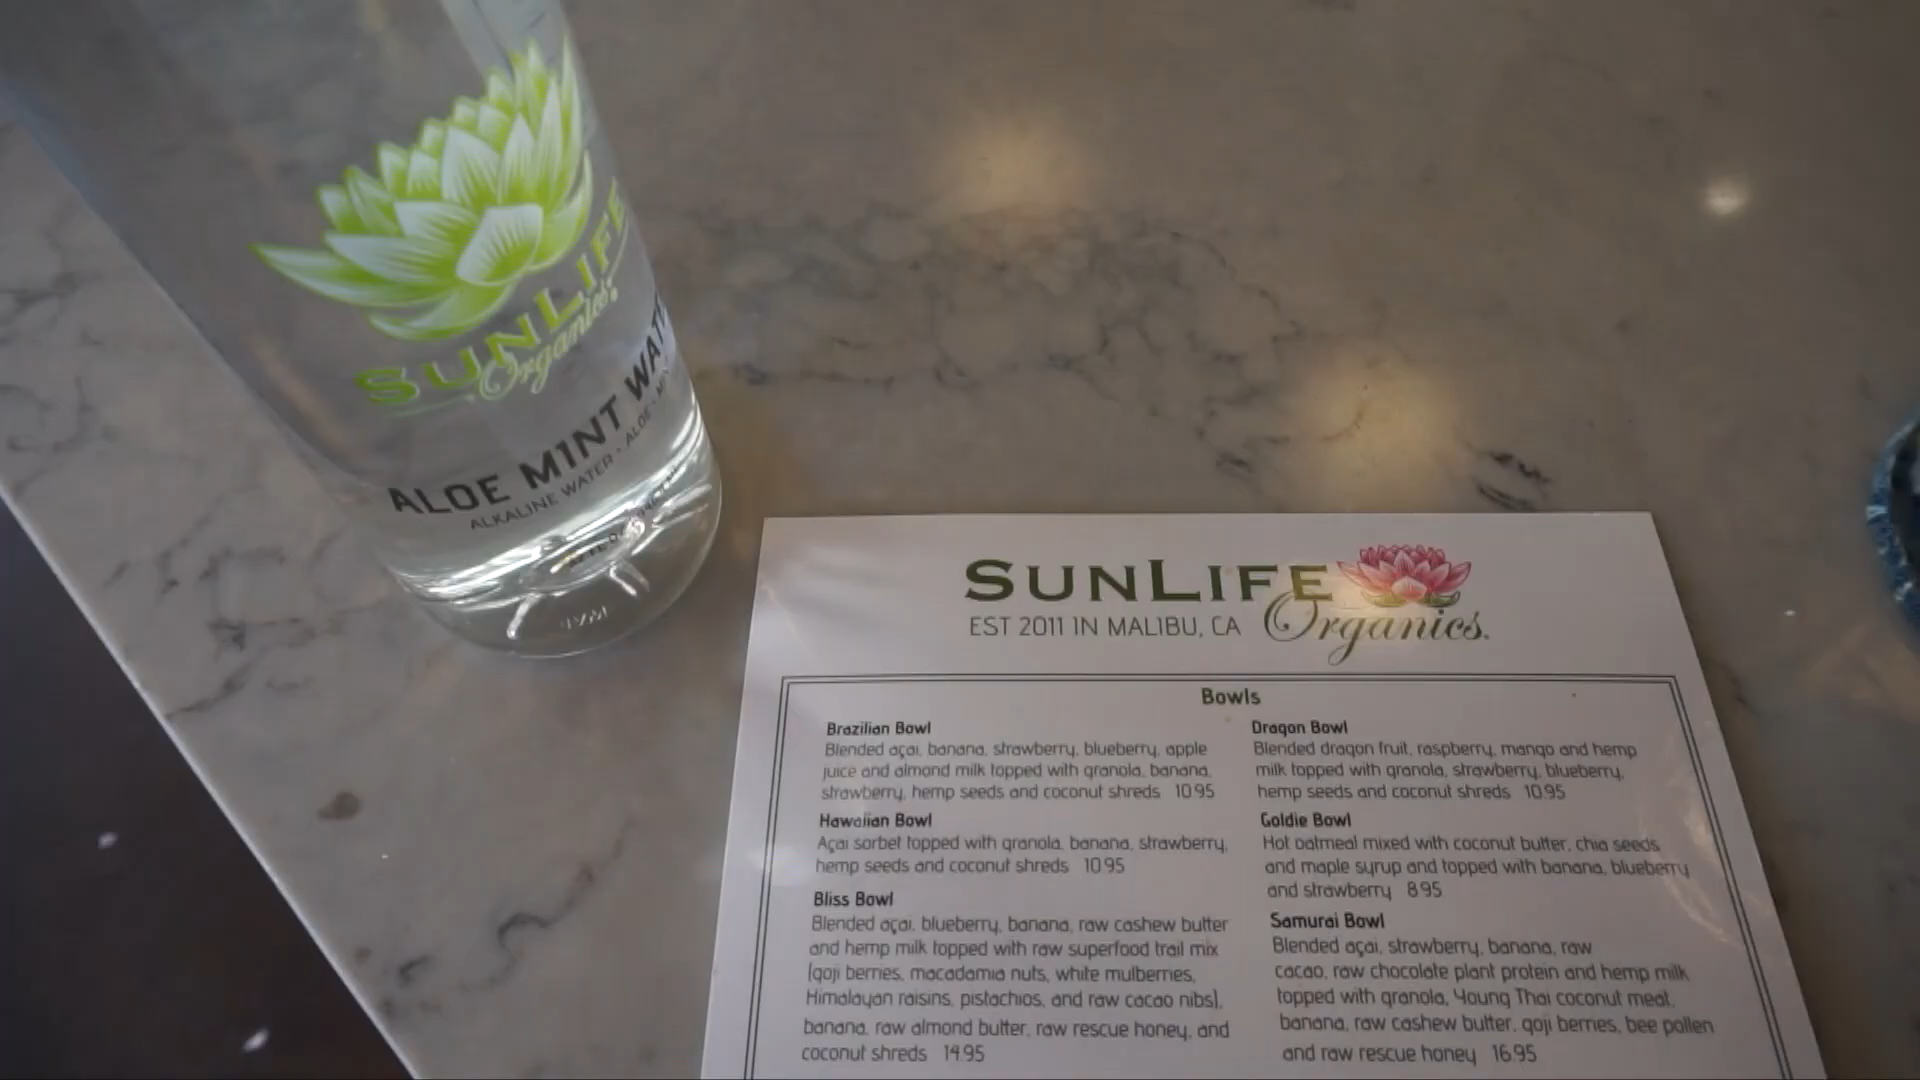 SUNLIFE
Organics.
ALOE MINT
ALKALINE WATER • ALOE •
SUNLIFE
EST 2011 IN MALIBU, CA Organics.
Bowls
Brazilian Bowl
Blended açai, banana, strawberry, blueberry, apple
juice and almond milk topped with granola, banana,
strawberry, hemp seeds and coconut shreds 10.95
Hawaiian Bowl
Açai sorbet topped with granola, banana, strawberry,
hemp seeds and coconut shreds 10.95
Bliss Bowl
Blended açai, blueberry, banana, raw cashew butter
and hemp milk topped with raw superfood trail mix
(goji berries, macadamia nuts, white mulberries,
Himalayan raisins, pistachios, and raw cacao nibs),
banana, raw almond butter, raw rescue honey, and
coconut shreds 14.95
Dragon Bowl
Blended dragon fruit, raspberry, mango and hemp
milk topped with granola, strawberry, blueberry,
hemp seeds and coconut shreds 10.95
Goldie Bowl
Hot oatmeal mixed with coconut butter, chia seeds
and maple syrup and topped with banana, blueberry
and strawberry 8.95
Samurai Bowl
Blended açai, strawberry, banana, raw
cacao, raw chocolate plant protein and hemp milk
topped with granola, Young Thai coconut meat,
banana, raw cashew butter, goji berries, bee pollen
and raw rescue honey 16.95